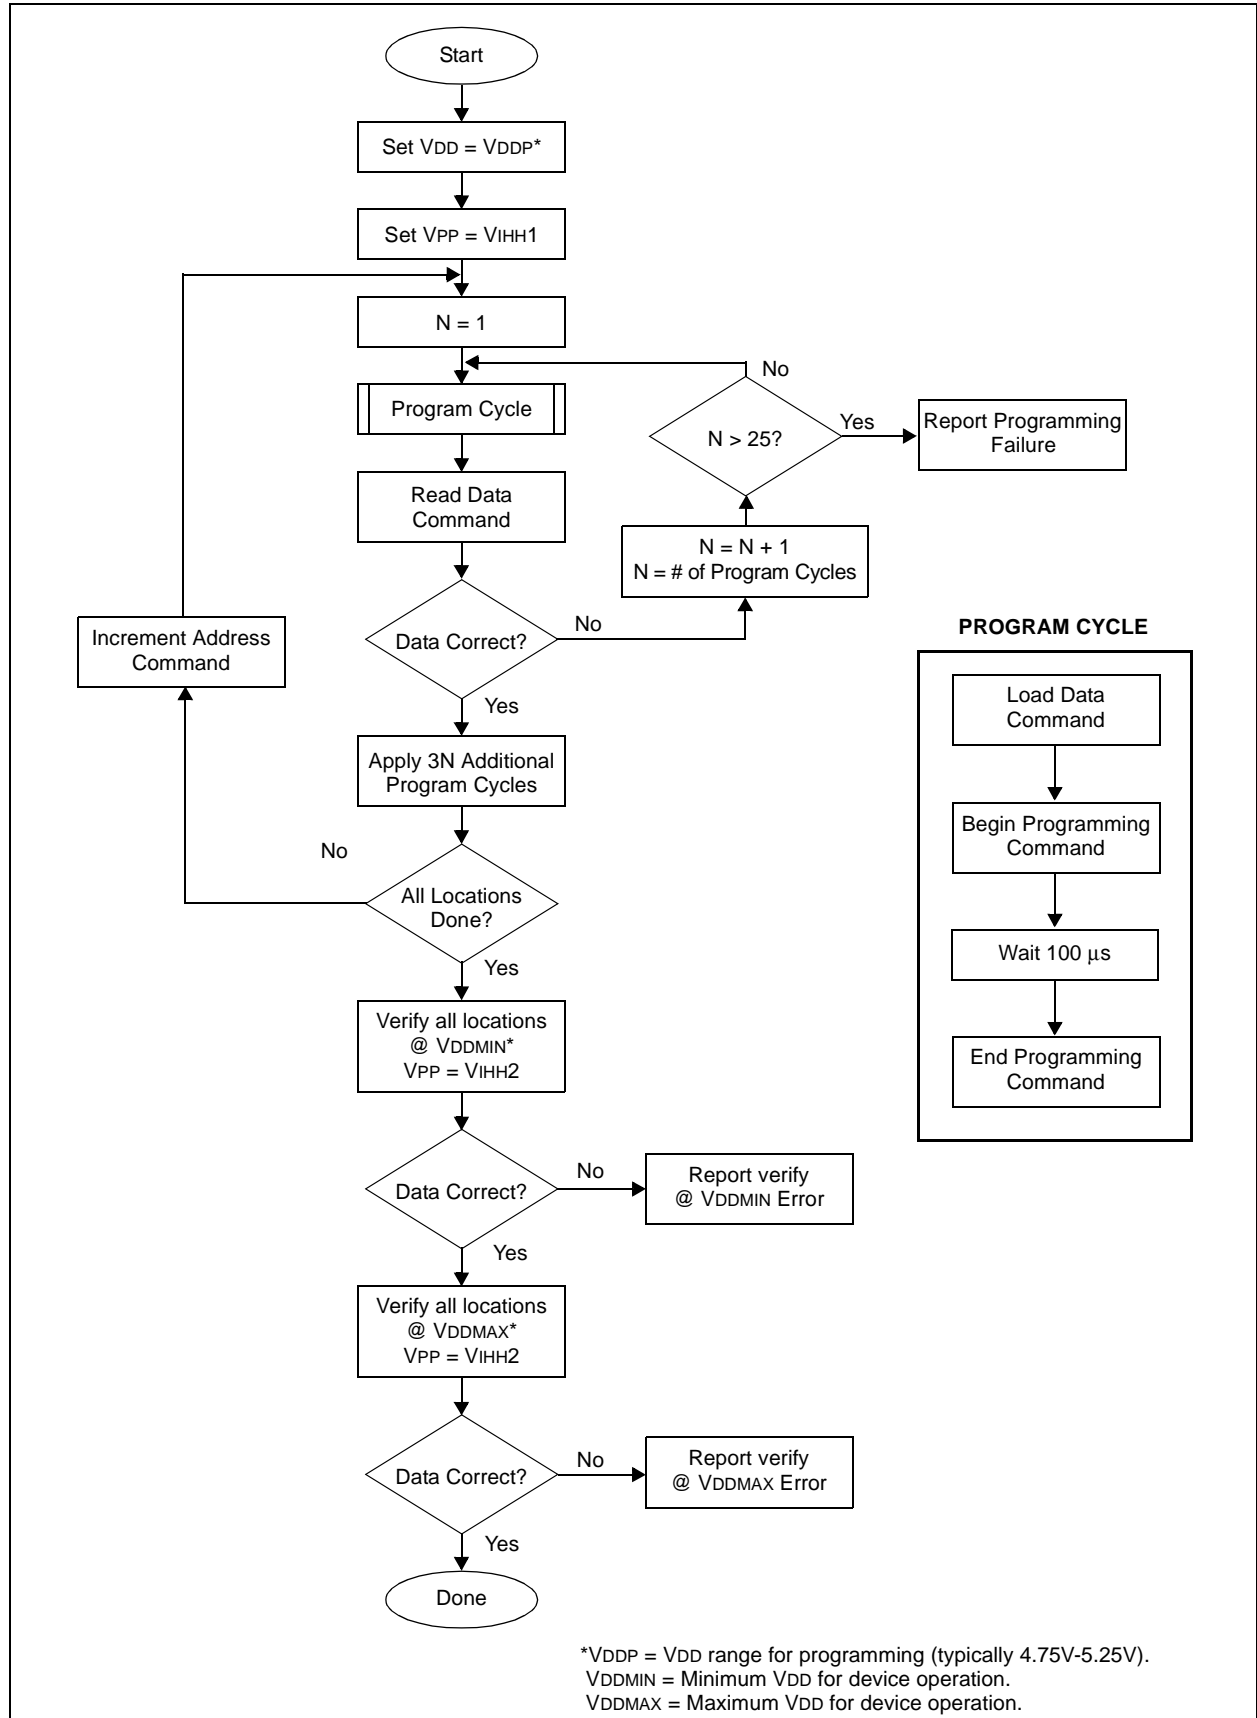 Start
Set VDD = VDDP*
Set VPP = VIHH1
N = 1
Program Cycle
Read Data
Command
Data Correct?
No
N = N + 1
N = # of Program Cycles
N > 25?
No
Yes
Report Programming
Failure
Yes
Apply 3N Additional
Program Cycles
All Locations
Done?
No
Increment Address
Command
Yes
Verify all locations
@ VDDMIN*
VPP = VIHH2
Data Correct?
No
Report verify
@ VDDMIN Error
Yes
Verify all locations
@ VDDMAX*
VPP = VIHH2
Data Correct?
No
Report verify
@ VDDMAX Error
Yes
Done
PROGRAM CYCLE
Load Data
Command
Begin Programming
Command
Wait 100 µs
End Programming
Command
*VDDP = VDD range for programming (typically 4.75V-5.25V).
VDDMIN = Minimum VDD for device operation.
VDDMAX = Maximum VDD for device operation.